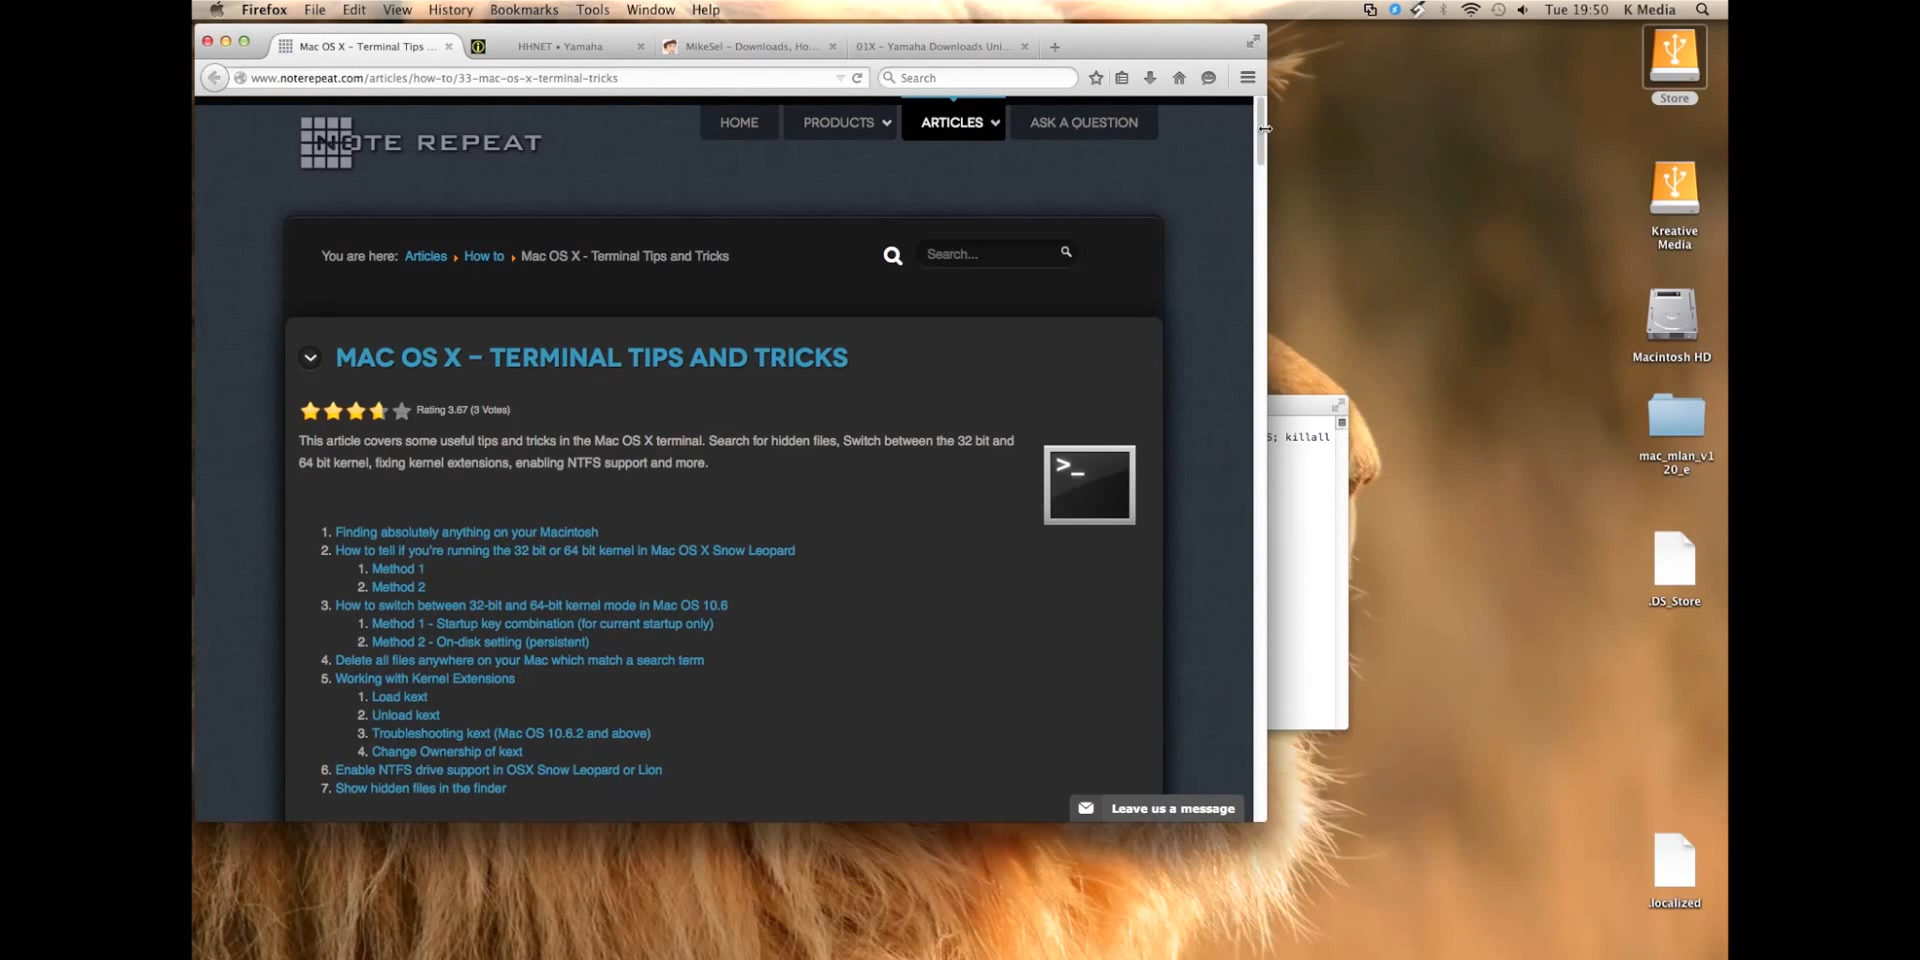 Firefox File Edit View History Bookmarks Tools Window Help
Tue 19:50 K Media
Mac OS X - Terminal Tips ...
HHNET • Yamaha
MikeSel - Downloads, Ho...
01X - Yamaha Downloads Uni...
www.noterepeat.com/articles/how-to/33-mac-os-x-terminal-tricks
Search
NOTE REPEAT
HOME PRODUCTS ARTICLES ASK A QUESTION
You are here: Articles How to Mac OS X - Terminal Tips and Tricks
Search...
MAC OS X - TERMINAL TIPS AND TRICKS
Rating 3.67 (3 Votes)
This article covers some useful tips and tricks in the Mac OS X terminal. Search for hidden files, Switch between the 32 bit and
64 bit kernel, fixing kernel extensions, enabling NTFS support and more.
>_
1. Finding absolutely anything on your Macintosh
2. How to tell if you're running the 32 bit or 64 bit kernel in Mac OS X Snow Leopard
1. Method 1
2. Method 2
3. How to switch between 32-bit and 64-bit kernel mode in Mac OS 10.6
1. Method 1 - Startup key combination (for current startup only)
2. Method 2 - On-disk setting (persistent)
4. Delete all files anywhere on your Mac which match a search term
5. Working with Kernel Extensions
1. Load kext
2. Unload kext
3. Troubleshooting kext (Mac OS 10.6.2 and above)
4. Change Ownership of kext
6. Enable NTFS drive support in OSX Snow Leopard or Lion
7. Show hidden files in the finder
Leave us a message
S; killall
Store
Kreative
Media
Macintosh HD
mac_mlan_v1
20_e
.DS_Store
.localized